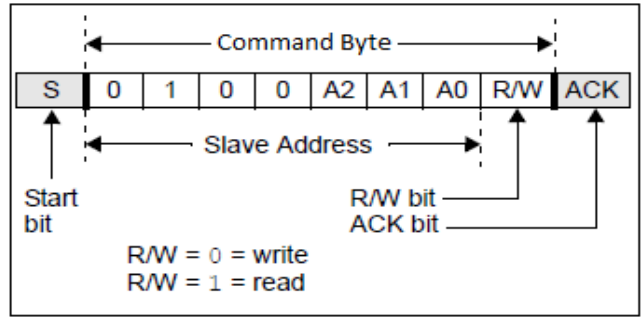 Command Byte
S 0 1 0 0 A2 A1 A0 R/W ACK
Slave Address
Start
bit
R/W bit
ACK bit
R/W = 0 = write
R/W = 1 = read